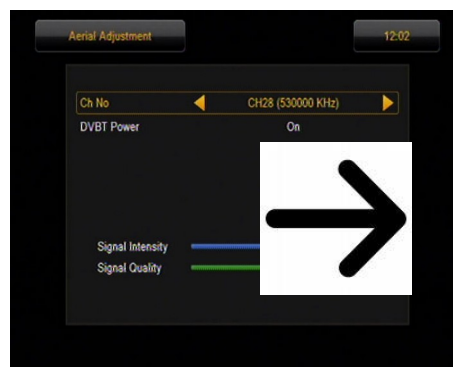 Aerial Adjustment 12:02
Ch No CH28 (530000 KHz)
DVBT Power On
Signal Intensity
Signal Quality